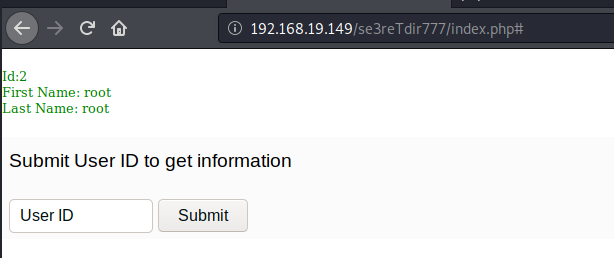 192.168.19.149/se3reTdir777/index.php#
Id:2
First Name: root
Last Name: root
Submit User ID to get information
User ID
Submit